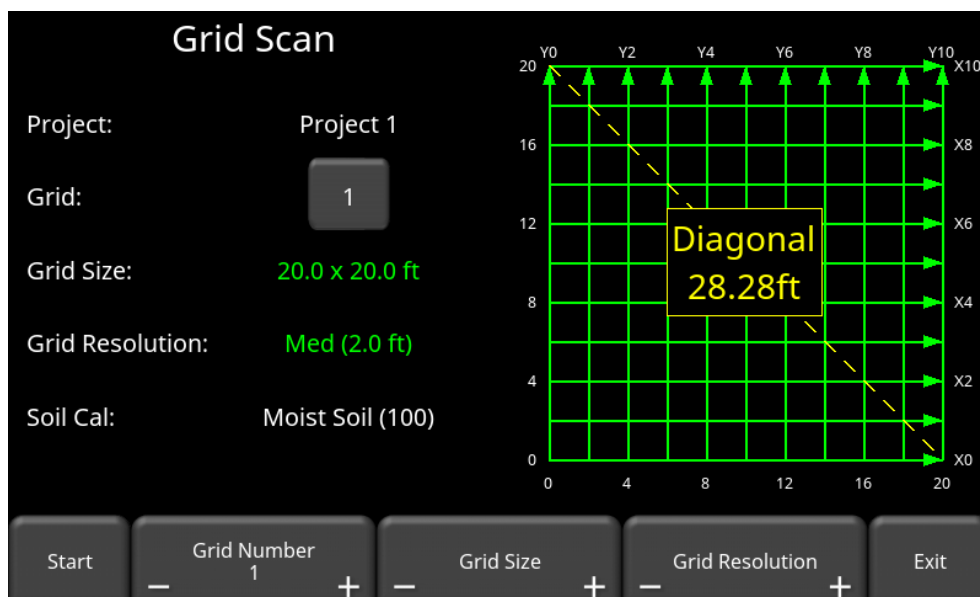 Grid Scan
Project: Project 1
Grid: 1
Grid Size: 20.0 x 20.0 ft
Grid Resolution: Med (2.0 ft)
Soil Cal: Moist Soil (100)
Y0 Y2 Y4 Y6 Y8 Y10
20 X10
16 X8
12 X6
Diagonal
28.28ft
8 X4
4 X2
0 X0
0 4 8 12 16 20
Start
Grid Number
1
− +
Grid Size
− +
Grid Resolution
− +
Exit